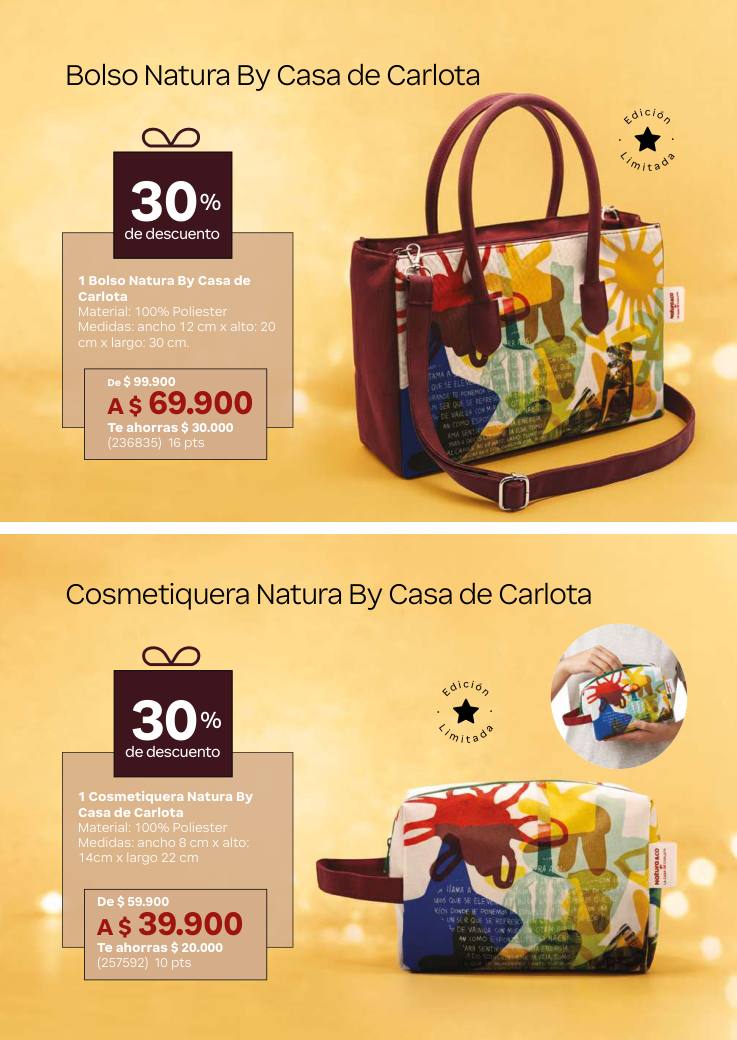 Bolso Natura By Casa de Carlota
Edición
Limitada
30%
de descuento
1 Bolso Natura By Casa de
Carlota
Material: 100% Poliester
Medidas: ancho 12 cm x alto: 20
cm x largo: 30 cm.
De $ 99.900
A $ 69.900
Te ahorras $ 30.000
(236835) 16 pts
Cosmetiquera Natura By Casa de Carlota
Edición
Limitada
30%
de descuento
1 Cosmetiquera Natura By
Casa de Carlota
Material: 100% Poliester
Medidas: ancho 8 cm x alto:
14cm x largo 22 cm
De $ 59.900
A $ 39.900
Te ahorras $ 20.000
(257592) 10 pts
natura&co